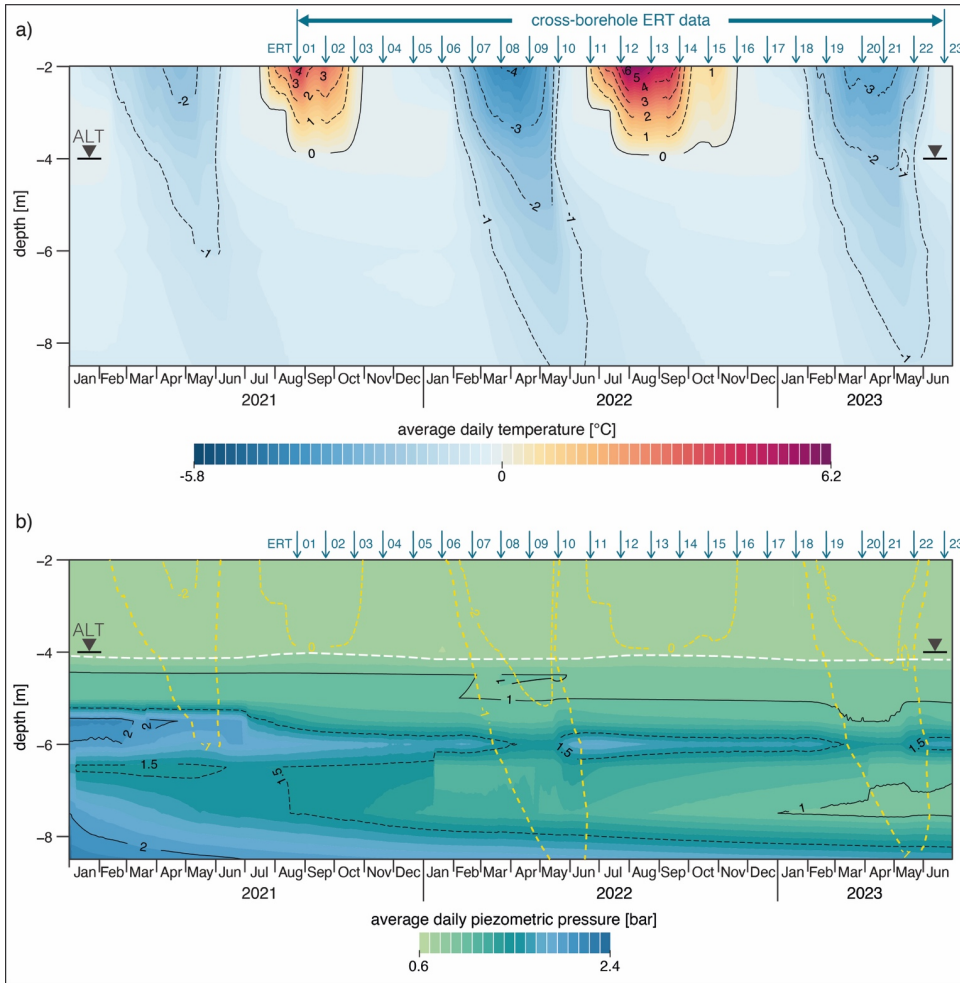 cross-borehole ERT data
a)
ERT 01 02 03 04 05 06 07 08 09 10 11 12 13 14 15 16 17 18 19 20 21 22 23
-2
-4
-6
-8
depth [m]
ALT
-2 -1 4 3 3 2 1 0 -4 -3 -2 -1 -1 6 5 4 3 2 1 0 1 -3 -2 -1 -1
Jan Feb Mar Apr May Jun Jul Aug Sep Oct Nov Dec Jan Feb Mar Apr May Jun Jul Aug Sep Oct Nov Dec Jan Feb Mar Apr May Jun
2021 2022 2023
average daily temperature [°C]
-5.8 0 6.2
b)
ERT 01 02 03 04 05 06 07 08 09 10 11 12 13 14 15 16 17 18 19 20 21 22 23
-2
-4
-6
-8
depth [m]
ALT
-2 0 0
1
1
2 2 -1 -1 1.5 1.5
1.5 1.5 1
2 -1
Jan Feb Mar Apr May Jun Jul Aug Sep Oct Nov Dec Jan Feb Mar Apr May Jun Jul Aug Sep Oct Nov Dec Jan Feb Mar Apr May Jun
2021 2022 2023
average daily piezometric pressure [bar]
0.6 2.4